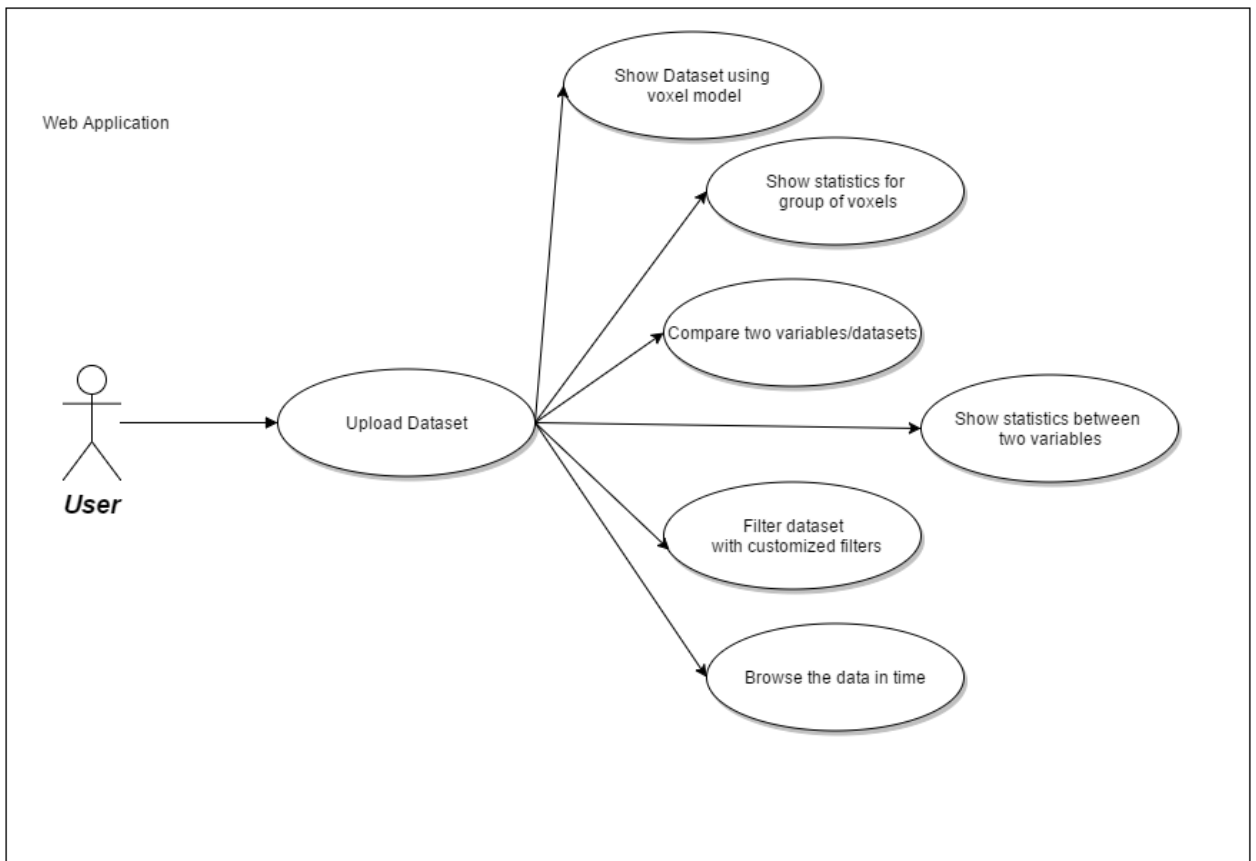 Show Dataset using
voxel model
Web Application
Show statistics for
group of voxels
Compare two variables/datasets
Upload Dataset
Show statistics between
two variables
User
Filter dataset
with customized filters
Browse the data in time